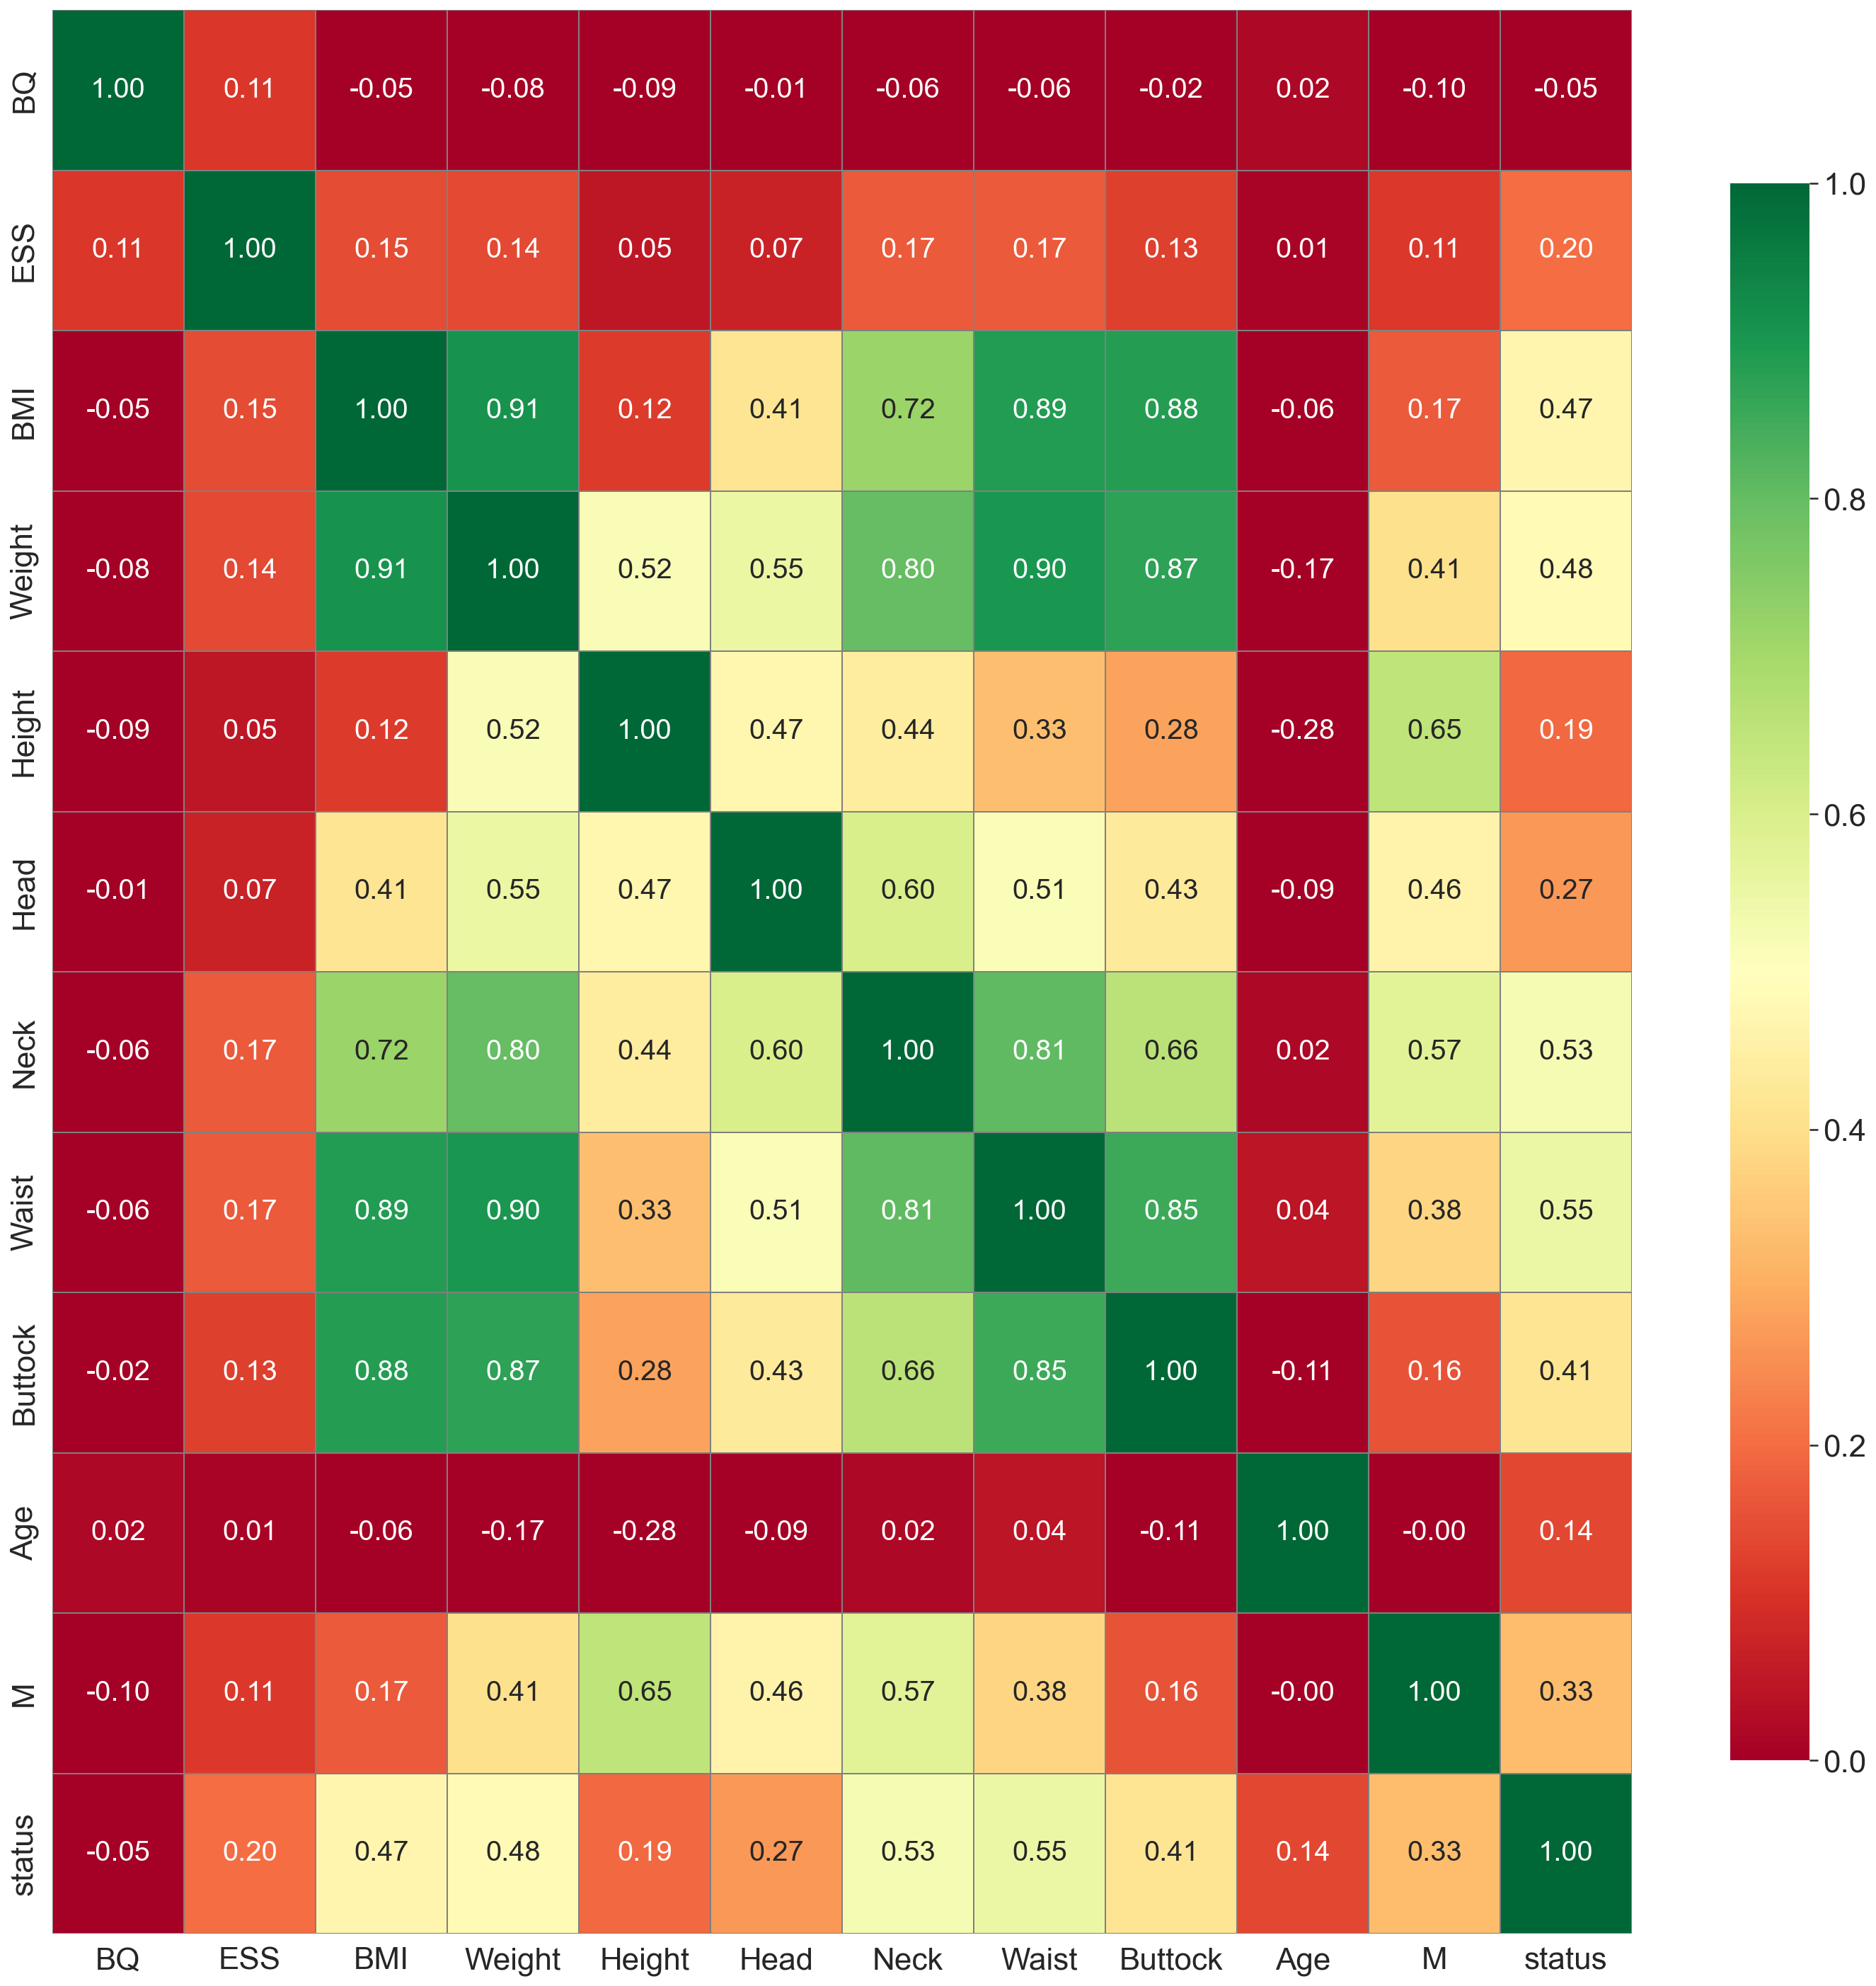 BQ 1.00 0.11 -0.05 -0.08 -0.09 -0.01 -0.06 -0.06 -0.02 0.02 -0.10 -0.05
ESS 0.11 1.00 0.15 0.14 0.05 0.07 0.17 0.17 0.13 0.01 0.11 0.20
BMI -0.05 0.15 1.00 0.91 0.12 0.41 0.72 0.89 0.88 -0.06 0.17 0.47
Weight -0.08 0.14 0.91 1.00 0.52 0.55 0.80 0.90 0.87 -0.17 0.41 0.48
Height -0.09 0.05 0.12 0.52 1.00 0.47 0.44 0.33 0.28 -0.28 0.65 0.19
Head -0.01 0.07 0.41 0.55 0.47 1.00 0.60 0.51 0.43 -0.09 0.46 0.27
Neck -0.06 0.17 0.72 0.80 0.44 0.60 1.00 0.81 0.66 0.02 0.57 0.53
Waist -0.06 0.17 0.89 0.90 0.33 0.51 0.81 1.00 0.85 0.04 0.38 0.55
Buttock -0.02 0.13 0.88 0.87 0.28 0.43 0.66 0.85 1.00 -0.11 0.16 0.41
Age 0.02 0.01 -0.06 -0.17 -0.28 -0.09 0.02 0.04 -0.11 1.00 -0.00 0.14
M -0.10 0.11 0.17 0.41 0.65 0.46 0.57 0.38 0.16 -0.00 1.00 0.33
status -0.05 0.20 0.47 0.48 0.19 0.27 0.53 0.55 0.41 0.14 0.33 1.00
BQ ESS BMI Weight Height Head Neck Waist Buttock Age M status
1.0
0.8
0.6
0.4
0.2
0.0